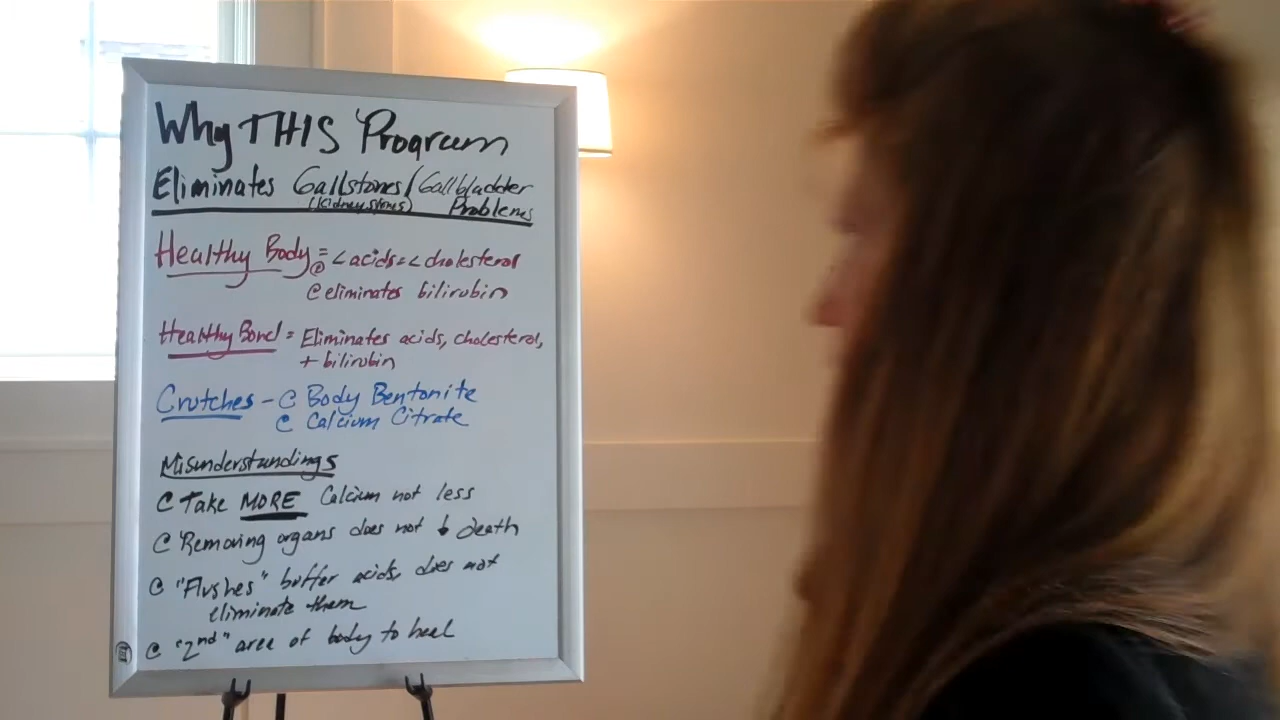 Why THIS Program
Eliminates Gallstones/Gallbladder
(kidney stones) Problems
Healthy Body = < acids = < cholesterol
eliminates bilirubin
Healthy Bowel = Eliminates acids, cholesterol,
+ bilirubin
Crutches - Body Bentonite
Calcium Citrate
Misunderstandings
Take MORE Calcium not less
Removing organs does not ↓ death
"Flushes" buffer acids, does not
eliminate them
"2nd" area of body to heal